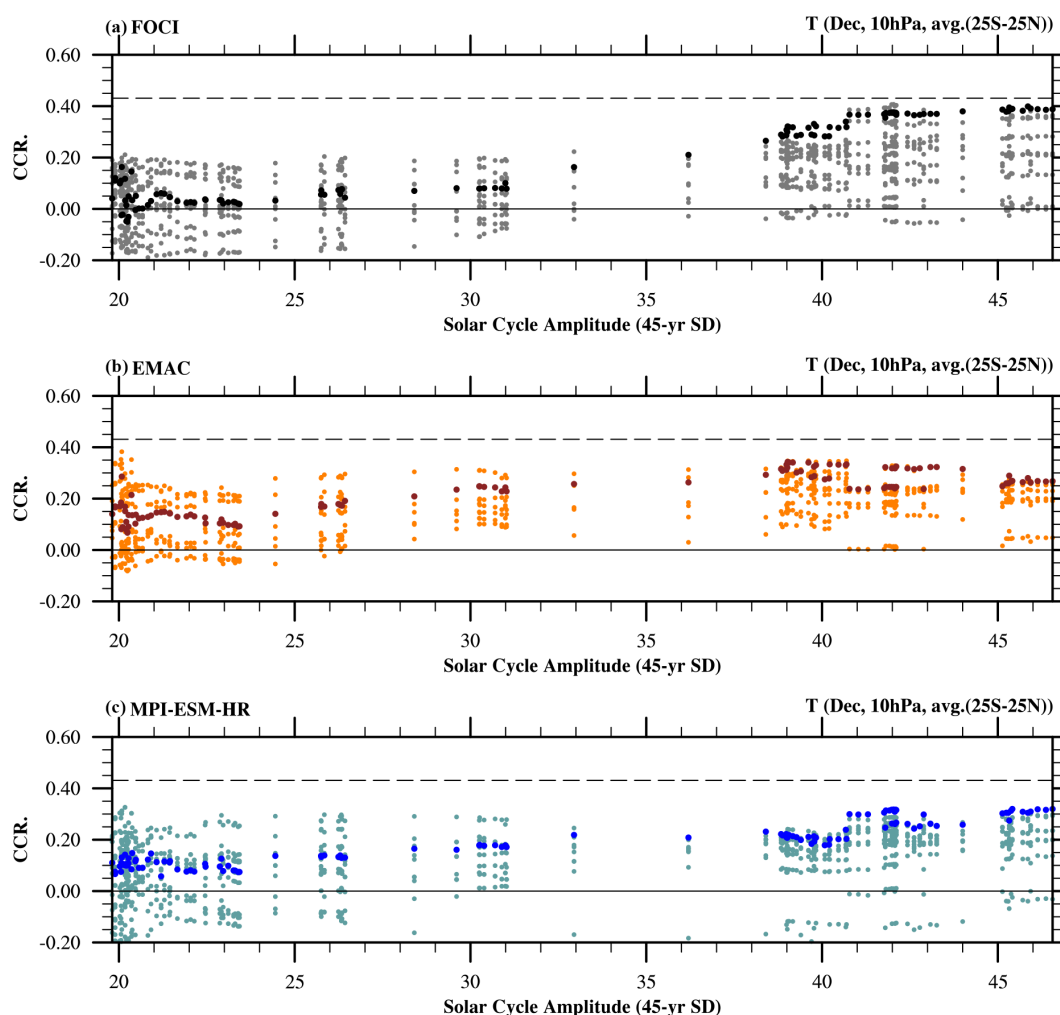 (a) FOCI T (Dec, 10hPa, avg.(25S-25N))
0.60
0.40
0.20
0.00
-0.20
CCR.
20 25 30 35 40 45
Solar Cycle Amplitude (45-yr SD)
(b) EMAC T (Dec, 10hPa, avg.(25S-25N))
0.60
0.40
0.20
0.00
-0.20
CCR.
20 25 30 35 40 45
Solar Cycle Amplitude (45-yr SD)
(c) MPI-ESM-HR T (Dec, 10hPa, avg.(25S-25N))
0.60
0.40
0.20
0.00
-0.20
CCR.
20 25 30 35 40 45
Solar Cycle Amplitude (45-yr SD)